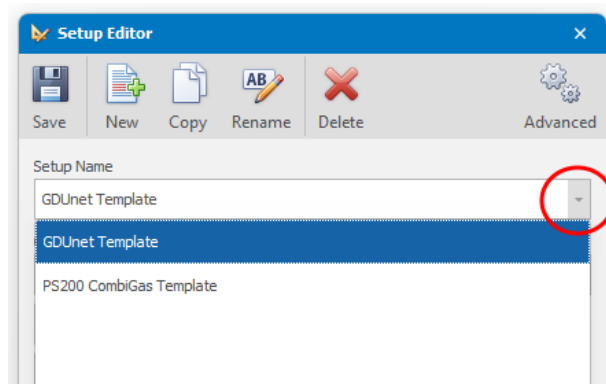 Setup Editor
AB
Save New Copy Rename Delete Advanced
Setup Name
GDUnet Template
GDUnet Template
PS200 CombiGas Template